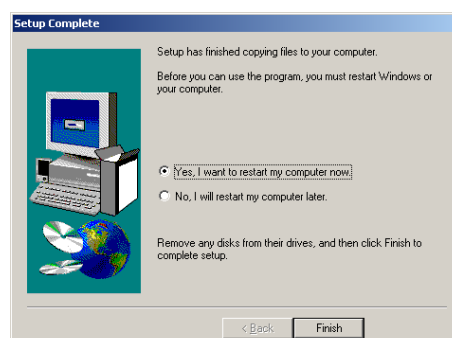 Setup Complete
Setup has finished copying files to your computer.
Before you can use the program, you must restart Windows or
your computer.
Yes, I want to restart my computer now.
No, I will restart my computer later.
Remove any disks from their drives, and then click Finish to
complete setup.
< Back Finish